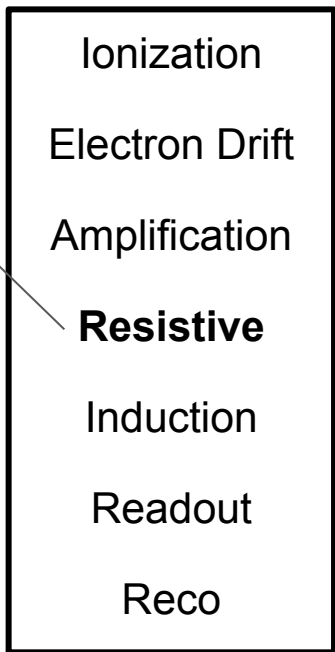 Ionization
Electron Drift
Amplification
Resistive
Induction
Readout
Reco